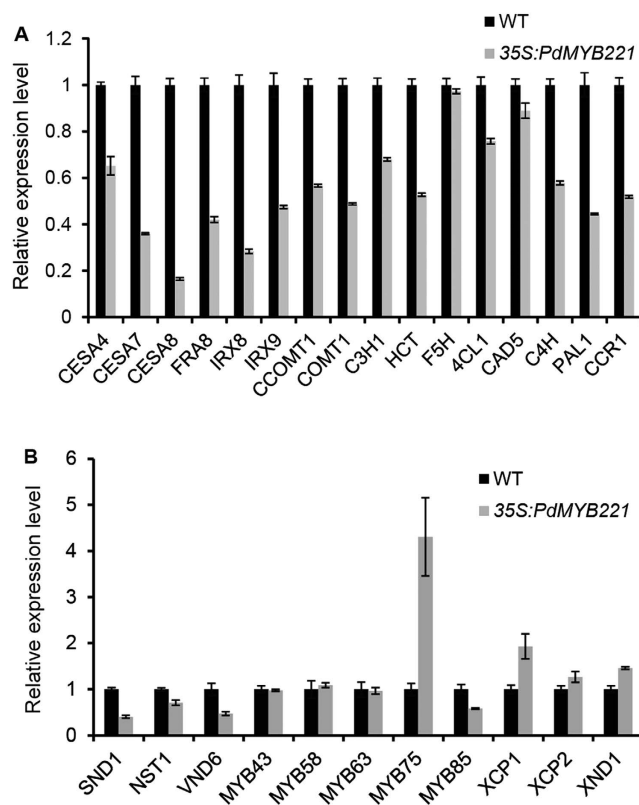 A
WT
35S:PdMYB221
Relative expression level
1.2
1
0.8
0.6
0.4
0.2
0
CESA4
CESA7
CESA8
FRA8
IRX8
IRX9
CCOMT1
COMT1
C3H1
HCT
F5H
4CL1
CAD5
C4H
PAL1
CCR1
B
WT
35S:PdMYB221
Relative expression level
6
5
4
3
2
1
0
SND1
NST1
VND6
MYB43
MYB58
MYB63
MYB75
MYB85
XCP1
XCP2
XND1